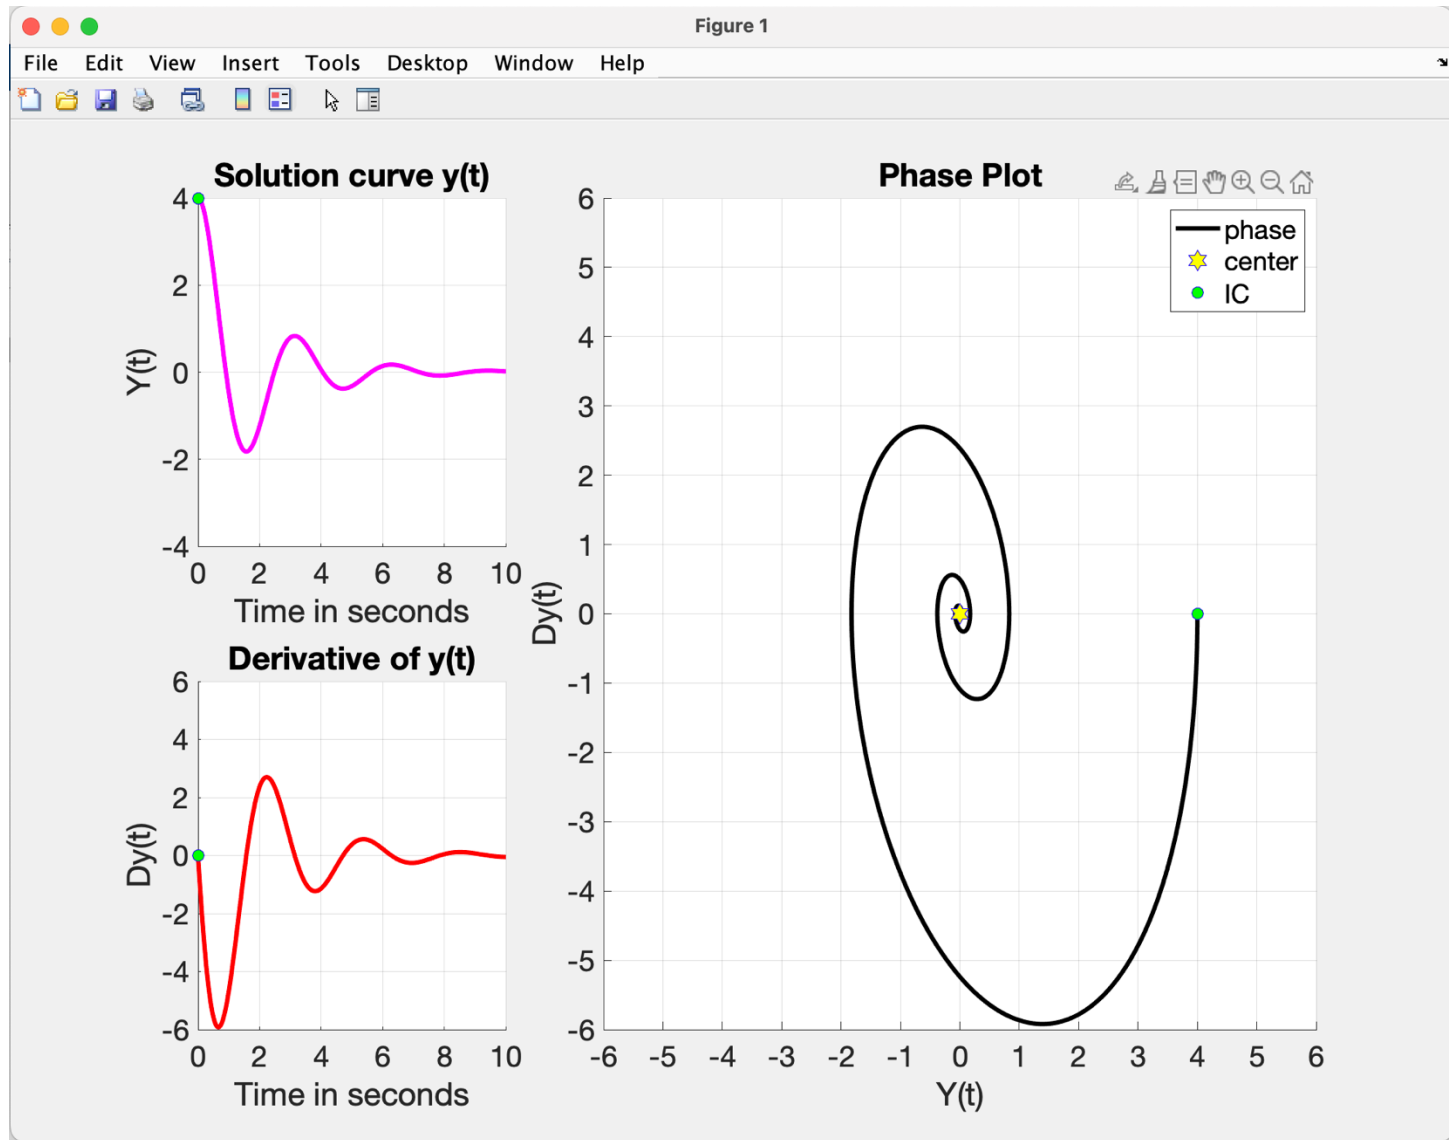 Figure 1
File Edit View Insert Tools Desktop Window Help
Solution curve y(t)
4
2
0
-2
-4
Y(t)
0 2 4 6 8 10
Time in seconds
Derivative of y(t)
6
4
2
0
-2
-4
-6
Dy(t)
0 2 4 6 8 10
Time in seconds
Phase Plot
phase
center
IC
6
5
4
3
2
1
0
-1
-2
-3
-4
-5
-6
Dy(t)
-6 -5 -4 -3 -2 -1 0 1 2 3 4 5 6
Y(t)